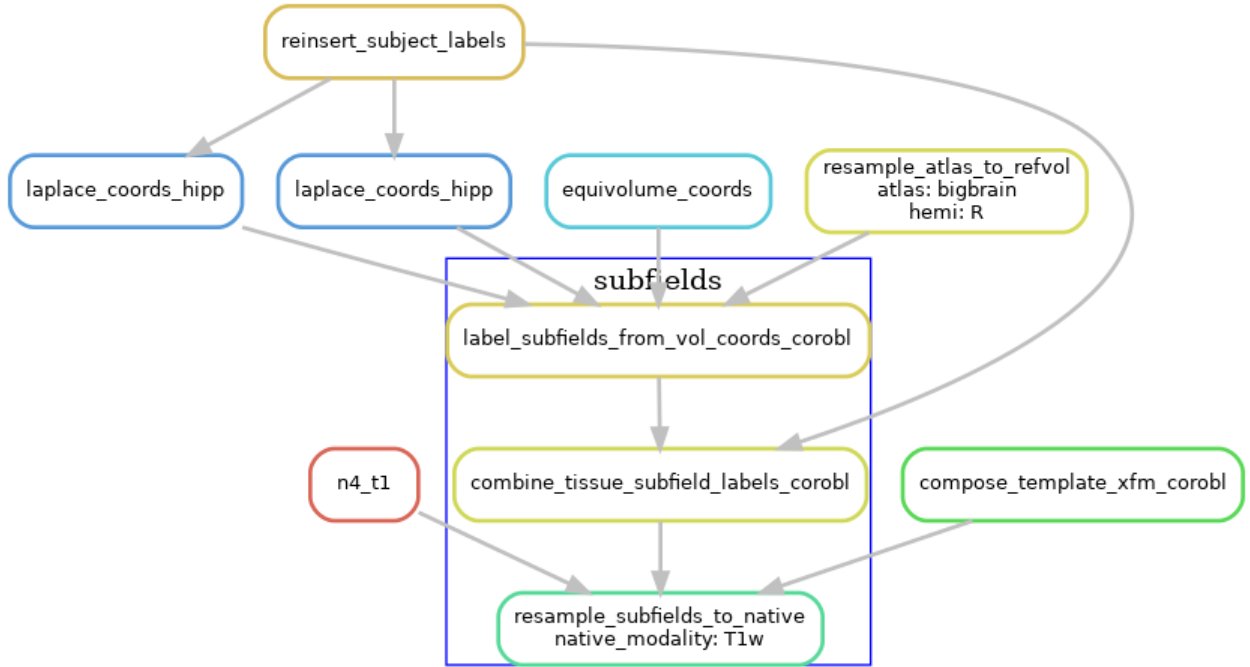 reinsert_subject_labels
laplace_coords_hipp
laplace_coords_hipp
equivolume_coords
resample_atlas_to_refvol
atlas: bigbrain
hemi: R
subfields
label_subfields_from_vol_coords_corobl
n4_t1
combine_tissue_subfield_labels_corobl
compose_template_xfm_corobl
resample_subfields_to_native
native_modality: T1w